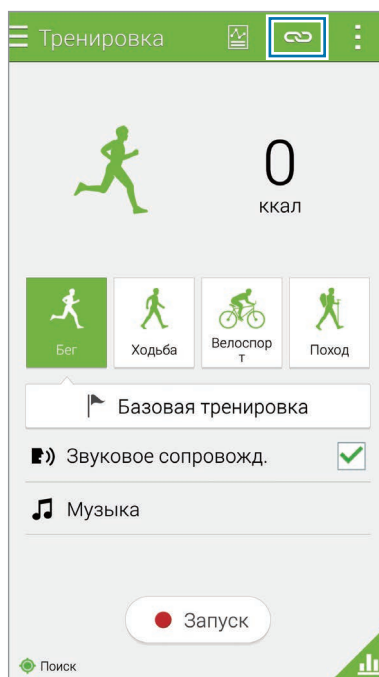 Тренировка
0
ккал
Бег
Ходьба
Велоспор
т
Поход
Базовая тренировка
Звуковое сопровожд.
Музыка
Запуск
Поиск